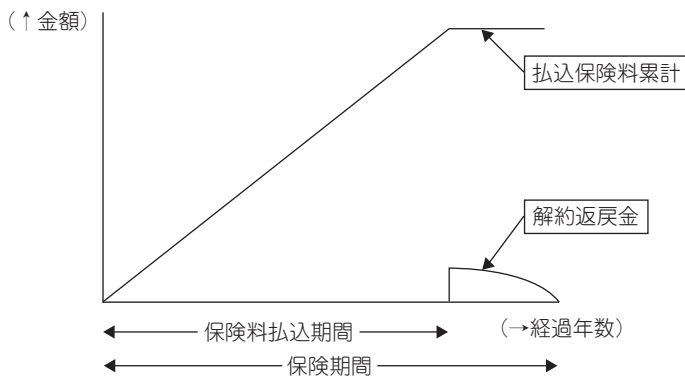 （↑金額）
払込保険料累計
解約返戻金
保険料払込期間
（→経過年数）
保険期間